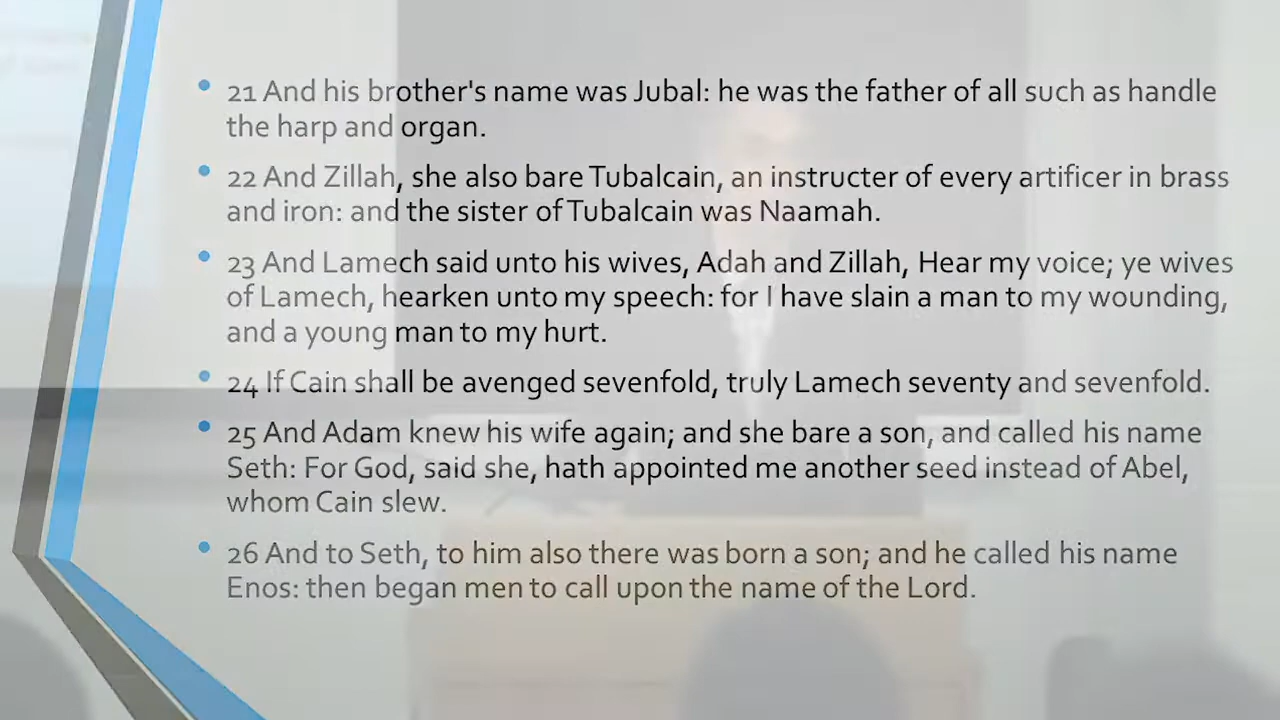 • 21 And his brother's name was Jubal: he was the father of all such as handle
the harp and organ.
• 22 And Zillah, she also bare Tubalcain, an instructer of every artificer in brass
and iron: and the sister of Tubalcain was Naamah.
• 23 And Lamech said unto his wives, Adah and Zillah, Hear my voice; ye wives
of Lamech, hearken unto my speech: for I have slain a man to my wounding,
and a young man to my hurt.
• 24 If Cain shall be avenged sevenfold, truly Lamech seventy and sevenfold.
• 25 And Adam knew his wife again; and she bare a son, and called his name
Seth: For God, said she, hath appointed me another seed instead of Abel,
whom Cain slew.
• 26 And to Seth, to him also there was born a son; and he called his name
Enos: then began men to call upon the name of the Lord.